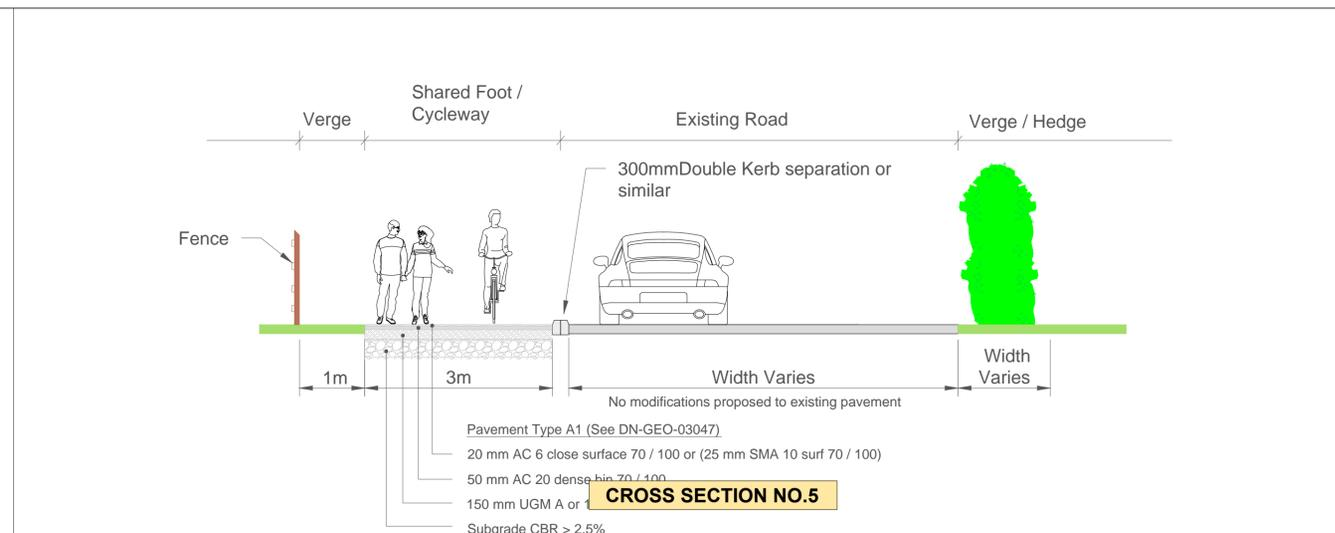 Verge
Shared Foot /
Cycleway
Existing Road
Verge / Hedge
300mmDouble Kerb separation or
similar
Fence
1m
3m
Width Varies
Width
Varies
No modifications proposed to existing pavement
Pavement Type A1 (See DN-GEO-03047)
20 mm AC 6 close surface 70 / 100 or (25 mm SMA 10 surf 70 / 100)
50 mm AC 20 dense bin 70 / 100
150 mm UGM A or
CROSS SECTION NO.5
Subgrade CBR > 2.5%